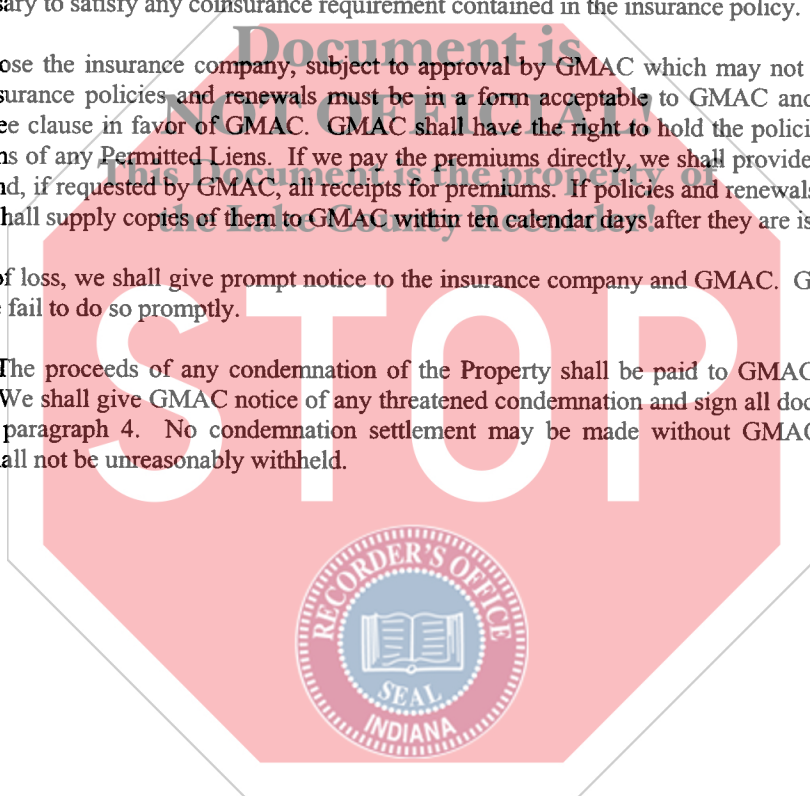 sary to satisfy any coinsurance requirement contained in the insurance policy.
Document is
ose the insurance company, subject to approval by GMAC which may not
surance policies and renewals must be in a form acceptable to GMAC and
NOT OFFICIAL!
ee clause in favor of GMAC. GMAC shall have the right to hold the polici
ns of any Permitted Liens. If we pay the premiums directly, we shall provide
This Document is the property of
nd, if requested by GMAC, all receipts for premiums. If policies and renewals
hall supply copies of them to GMAC within ten calendar days after they are is
the Lake County Recorder!
of loss, we shall give prompt notice to the insurance company and GMAC. G
fail to do so promptly.
STOP
The proceeds of any condemnation of the Property shall be paid to GMAC
We shall give GMAC notice of any threatened condemnation and sign all doc
paragraph 4. No condemnation settlement may be made without GMAC
all not be unreasonably withheld.
RECORDER'S OFFICE
SEAL
INDIANA